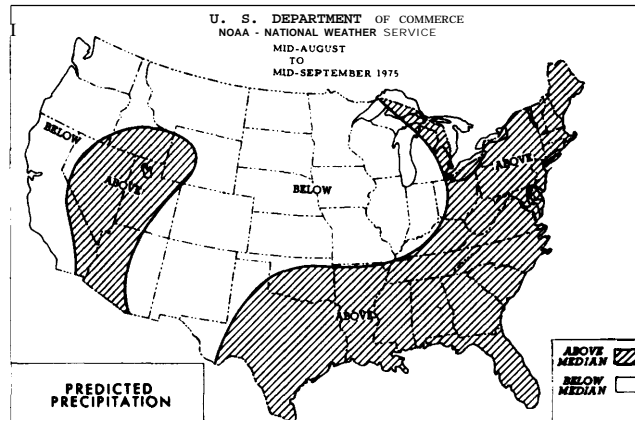 U. S. DEPARTMENT OF COMMERCE
NOAA - NATIONAL WEATHER SERVICE
MID-AUGUST
TO
MID-SEPTEMBER 1975
BELOW
ABOVE
BELOW
ABOVE
ABOVE
PREDICTED
PRECIPITATION
ABOVE
MEDIAN
BELOW
MEDIAN